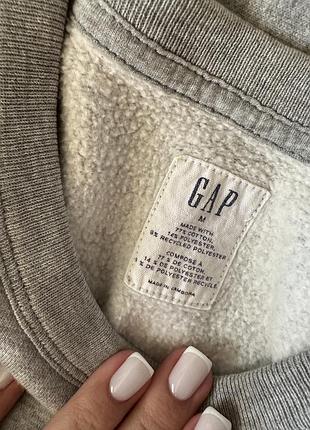 GAP
M
MADE WITH
77% COTTON,
14% POLYESTER,
9% RECYCLED POLYESTER.
COMPOSÉ À
77 % DE COTON,
14 % DE POLYESTER ET
9 % DE POLYESTER RECYCLÉ.
MADE IN CAMBODIA